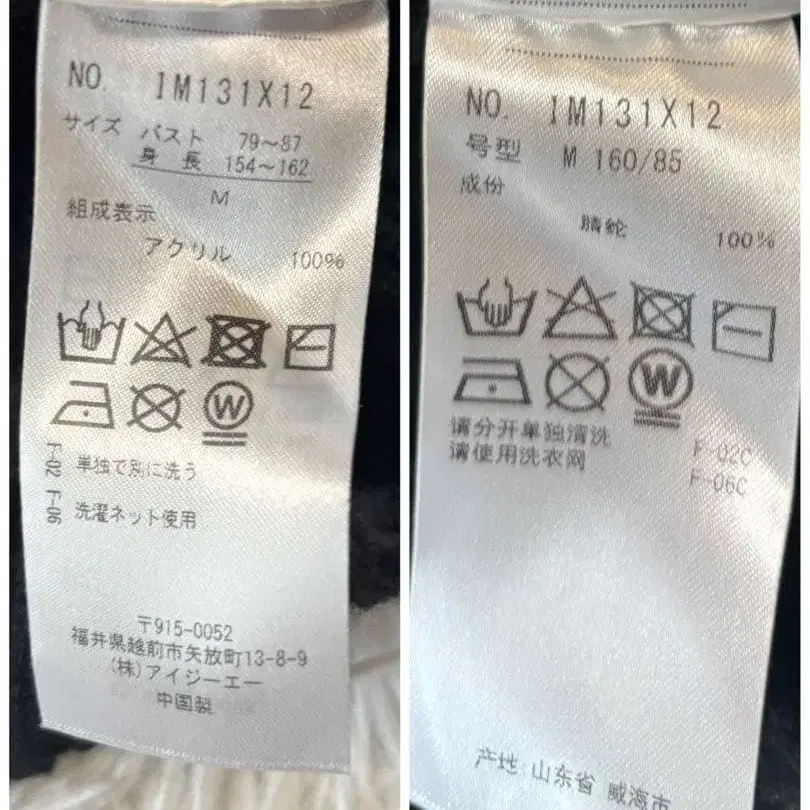 NO. IM131X12
サイズ バスト 79~87
身長 154~162
M
組成表示
アクリル 100%
W
F-02 単独で別に洗う
F-06 洗濯ネット使用
〒915-0052
福井県越前市矢放町13-8-9
(株)アイジーエー
中国製
NO. IM131X12
号型 M 160/85
成份
腈纶 100%
W
请分开单独清洗 F-02C
请使用洗衣网 F-06C
产地: 山东省 威海市